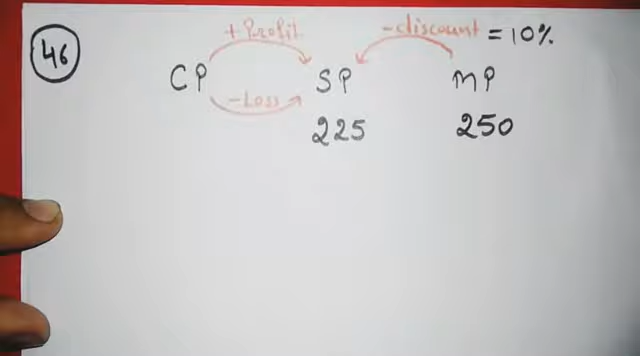 46
+ Profit
- discount = 10%
CP SP MP
- Loss
225 250